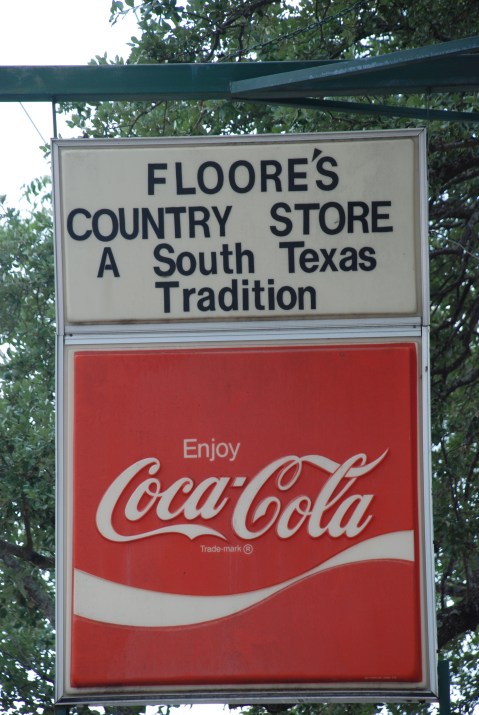 FLOORE'S
COUNTRY STORE
A South Texas
Tradition
Enjoy
Coca-Cola
Trade-mark ®